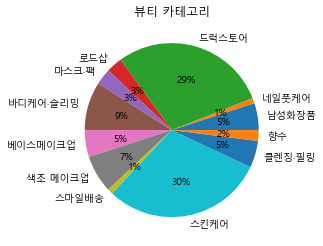 뷰티 카테고리
드럭스토어
로드샵
마스크 팩
바디케어·슬리밍
베이스메이크업
색조 메이크업
스마일배송
스킨케어
클렌징·필링
향수
남성화장품
네일풋케어
29%
3%
3%
9%
5%
7%
1%
30%
5%
2%
5%
1%